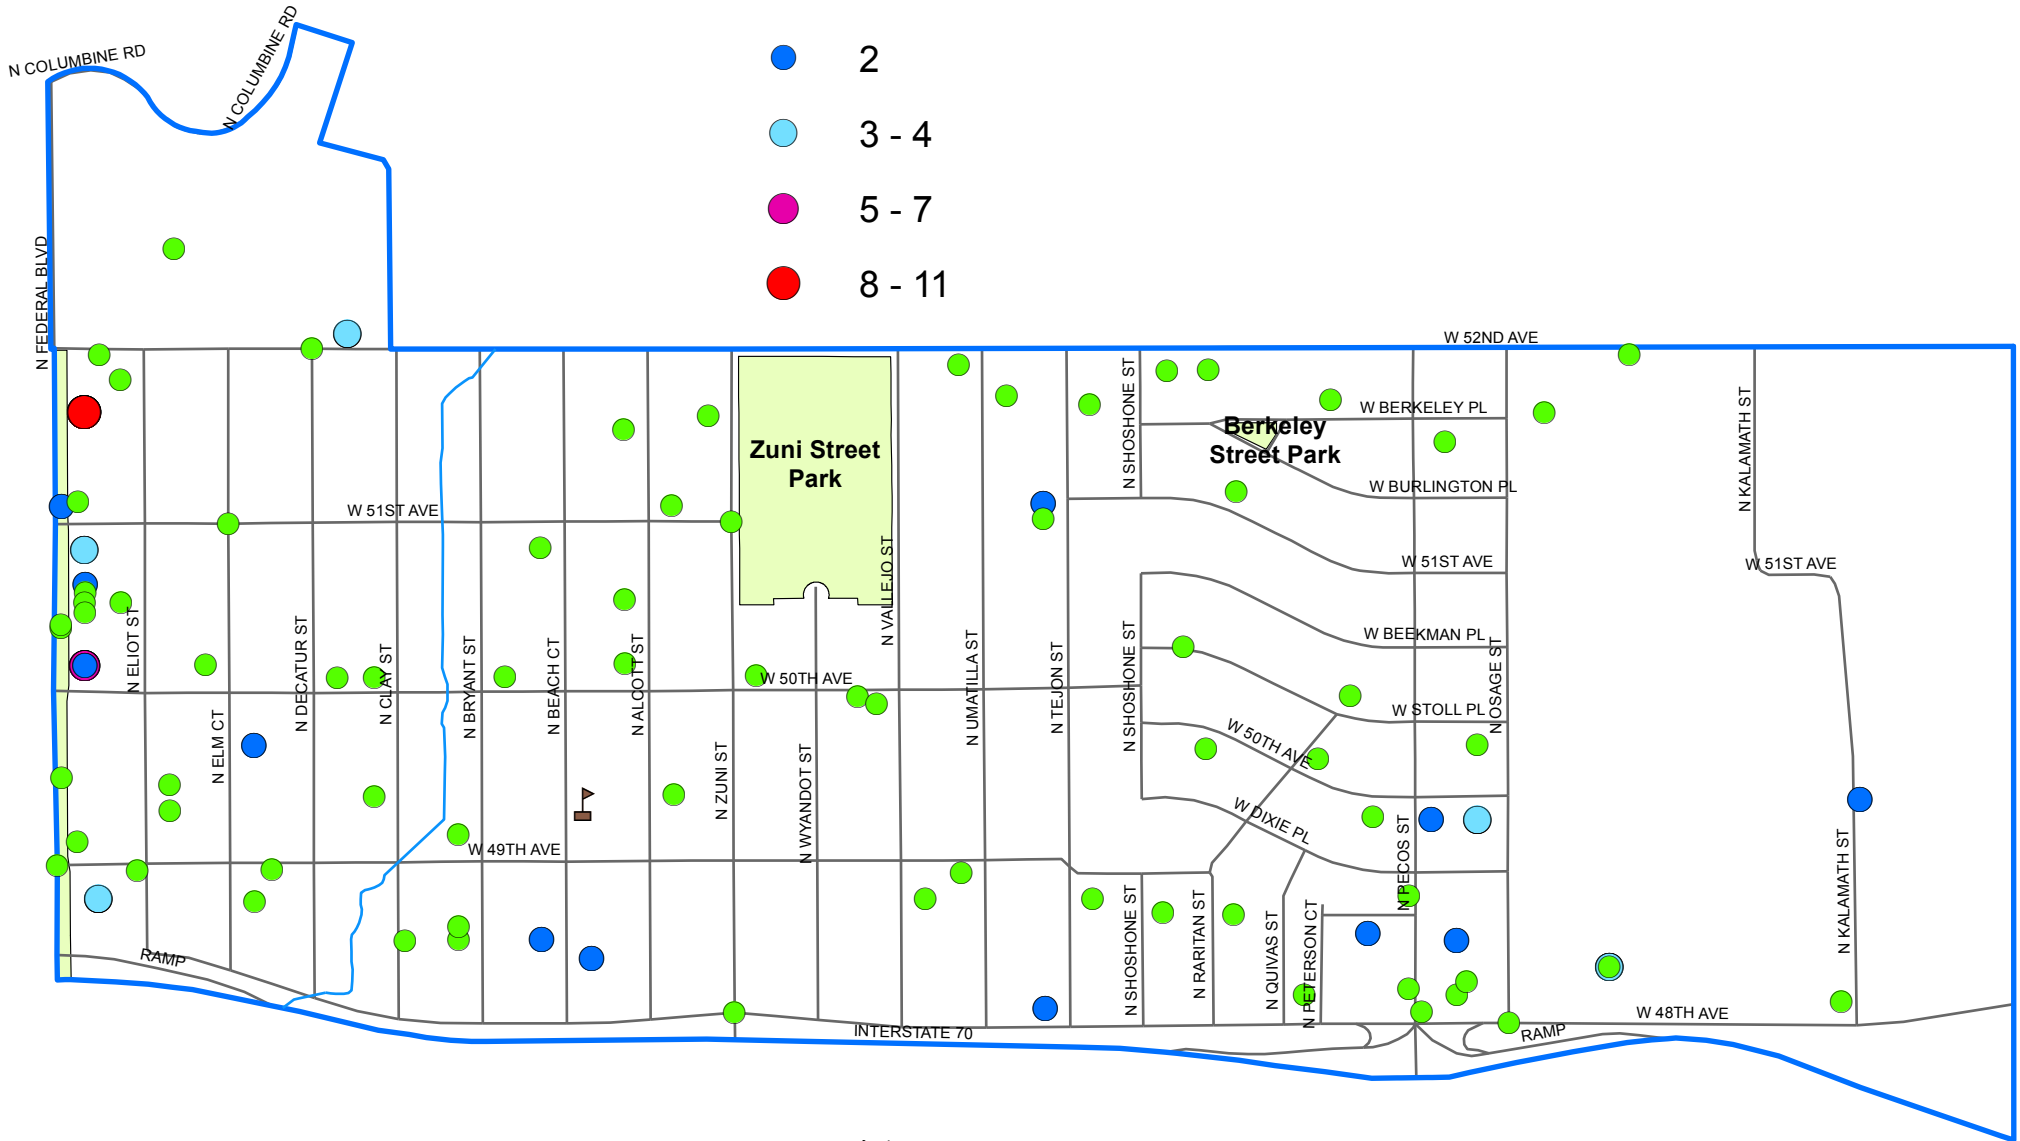 N COLUMBINE RD
N COLUMBINE RD
2
3 - 4
5 - 7
8 - 11
N FEDERAL BLVD
W 52ND AVE
N SHOSHONE ST
N KALAMATH ST
W BERKELEY PL
Berkeley
Street Park
Zuni Street
Park
W BURLINGTON PL
W 51ST AVE
W 51ST AVE
W 51ST AVE
N VALLEJO ST
N ELIOT ST
N DECATUR ST
N CLAY ST
N BRYANT ST
N BEACH CT
N ALCOTT ST
N UMATILLA ST
N TEJON ST
N SHOSHONE ST
W BEEKMAN PL
N OSAGE ST
W 50TH AVE
W STOLL PL
N ELM CT
N ZUNI ST
N WYANDOT ST
W 50TH AVE
W DIXIE PL
N PECOS ST
W 49TH AVE
N KALAMATH ST
N SHOSHONE ST
N RARITAN ST
N QUIVAS ST
N PETERSON CT
RAMP
W 48TH AVE
INTERSTATE 70
RAMP